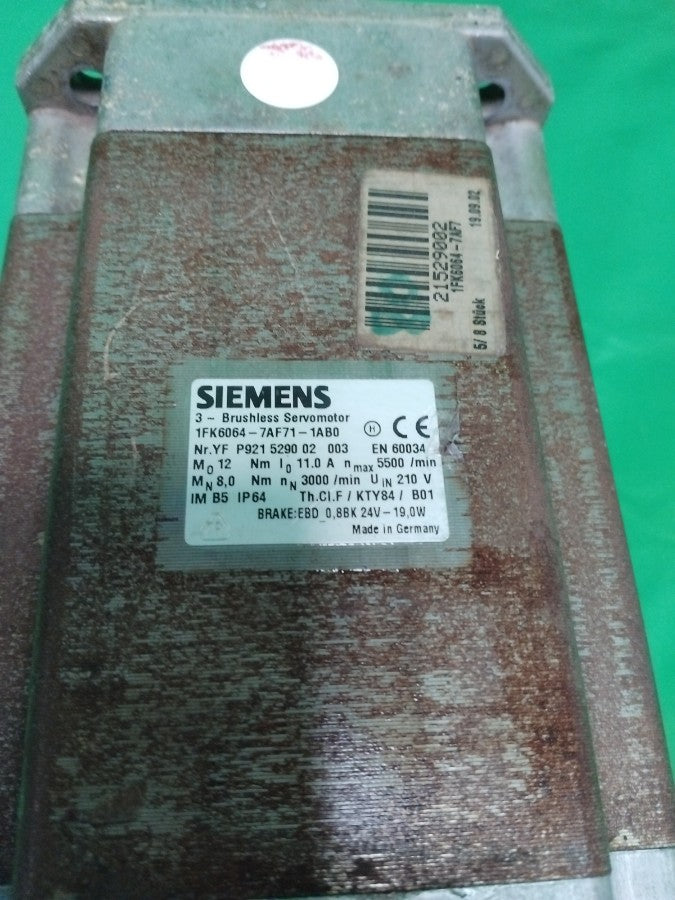 21529002
1FK6064-7AF7
19.09.02
5/ 8 Stück
SIEMENS
3 ~ Brushless Servomotor
1FK6064-7AF71-1AB0
H CE
Nr.YF P921 5290 02 003 EN 60034
M0 12 Nm I0 11.0 A nmax 5500 /min
MN 8,0 Nm nN 3000 /min UIN 210 V
IM B5 IP64 Th.Cl.F / KTY84 / B01
BRAKE:EBD 0,8BK 24V-19,0W
Made in Germany